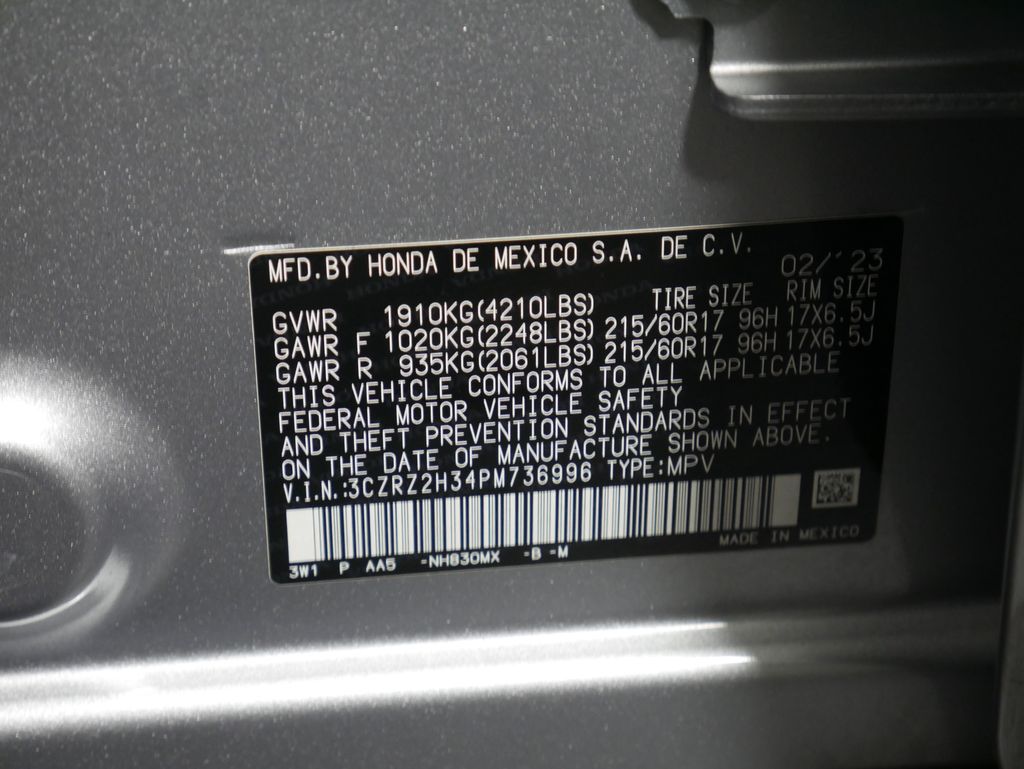 MFD.BY HONDA DE MEXICO S.A. DE C.V.
02/'23
TIRE SIZE RIM SIZE
GVWR 1910KG(4210LBS)
GAWR F 1020KG(2248LBS) 215/60R17 96H 17X6.5J
GAWR R 935KG(2061LBS) 215/60R17 96H 17X6.5J
THIS VEHICLE CONFORMS TO ALL APPLICABLE
FEDERAL MOTOR VEHICLE SAFETY
AND THEFT PREVENTION STANDARDS IN EFFECT
ON THE DATE OF MANUFACTURE SHOWN ABOVE.
V.I.N.:3CZRZ2H34PM736996 TYPE:MPV
MADE IN MEXICO
3W1 P AA5 -NH830MX -B -M